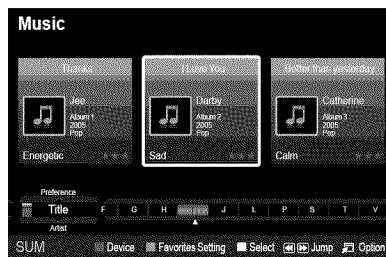 Music
Thanks
I Love You
Better than yesterday
Jee
Album 1
2005
Pop
Energetic
Darby
Album 2
2005
Pop
Sad
Catherine
Album 3
2005
Pop
Calm
Preference
Title
F G H J L P S T V
Artist
SUM Device Favorites Setting Select Jump Option